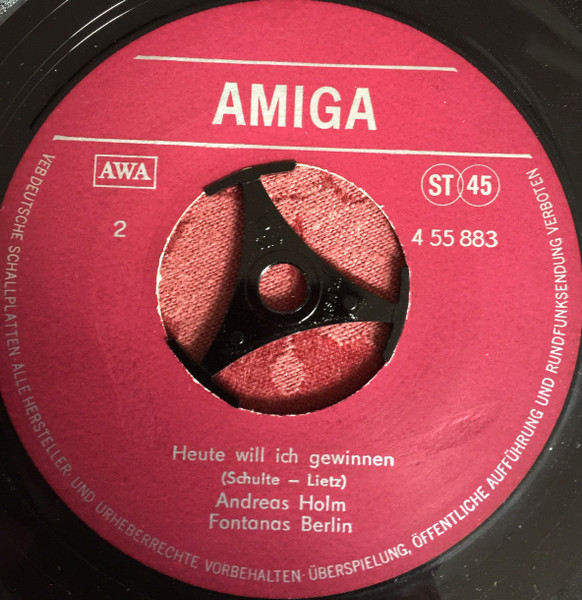 AMIGA
AWA
ST 45
2
4 55 883
Heute will ich gewinnen
(Schulte – Lietz)
Andreas Holm
Fontanas Berlin
VEB DEUTSCHE SCHALLPLATTEN · ALLE HERSTELLER- UND URHEBERRECHTE VORBEHALTEN · ÜBERSPIELUNG, ÖFFENTLICHE AUFFÜHRUNG UND RUNDFUNKSENDUNG VERBOTEN